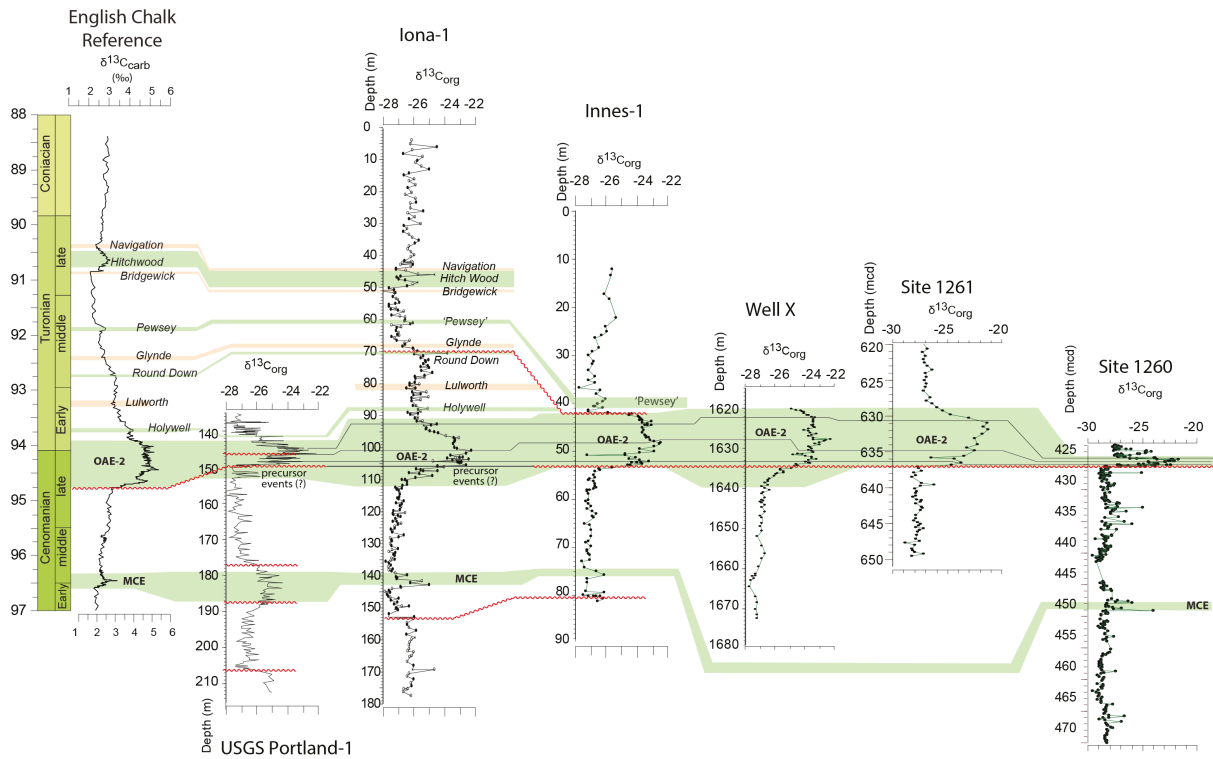 English Chalk
Reference
δ13Ccarb
(‰)
1 2 3 4 5 6
88
89
90
91
92
93
94
95
96
97
Coniacian
Turonian
Cenomanian
late
middle
Early
late
middle
Early
Navigation
Hitchwood
Bridgewick
Pewsey
Glynde
Round Down
Lulworth
Holywell
OAE-2
MCE
1 2 3 4 5 6
δ13Corg
-28 -26 -24 -22
140
150
160
170
180
190
200
210
Depth (m)
-28 -26 -24 -22
USGS Portland-1
precursor
events (?)
Iona-1
Depth (m)
δ13Corg
-28 -26 -24 -22
0
10
20
30
40
50
60
70
80
90
100
110
120
130
140
150
160
170
180
Navigation
Hitch Wood
Bridgewick
'Pewsey'
Glynde
Round Down
Lulworth
Holywell
OAE-2
precursor
events (?)
MCE
Innes-1
Depth (m)
δ13Corg
-28 -26 -24 -22
0
10
20
30
40
50
60
70
80
90
'Pewsey'
OAE-2
Well X
Depth (m)
δ13Corg
-28 -26 -24 -22
1620
1630
1640
1650
1660
1670
1680
OAE-2
Site 1261
Depth (mcd)
δ13Corg
-30 -25 -20
620
625
630
635
640
645
650
OAE-2
Site 1260
Depth (mcd)
δ13Corg
-30 -25 -20
425
430
435
440
445
450
455
460
465
470
MCE
-30 -25 -20